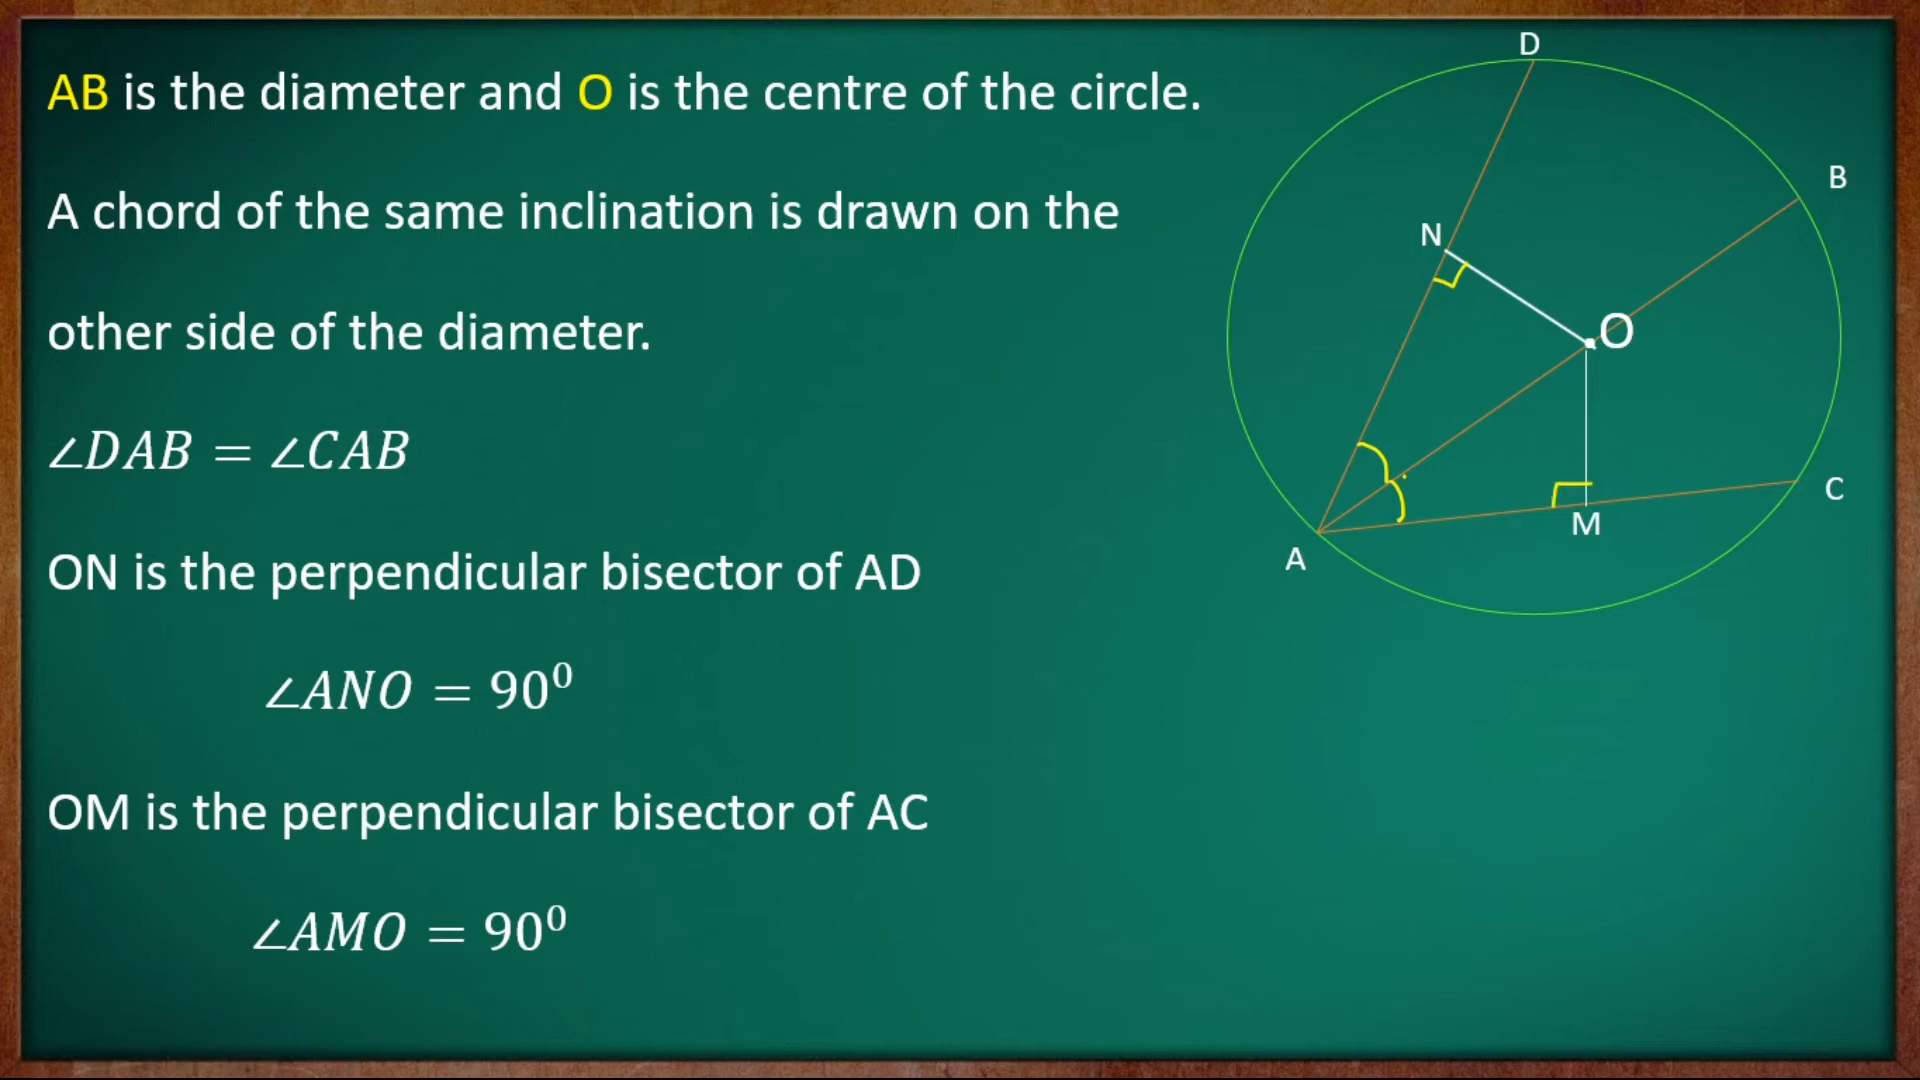 AB is the diameter and O is the centre of the circle.
A chord of the same inclination is drawn on the
other side of the diameter.
∠DAB = ∠CAB
ON is the perpendicular bisector of AD
∠ANO = 90⁰
OM is the perpendicular bisector of AC
∠AMO = 90⁰
D
B
N
O
C
M
A